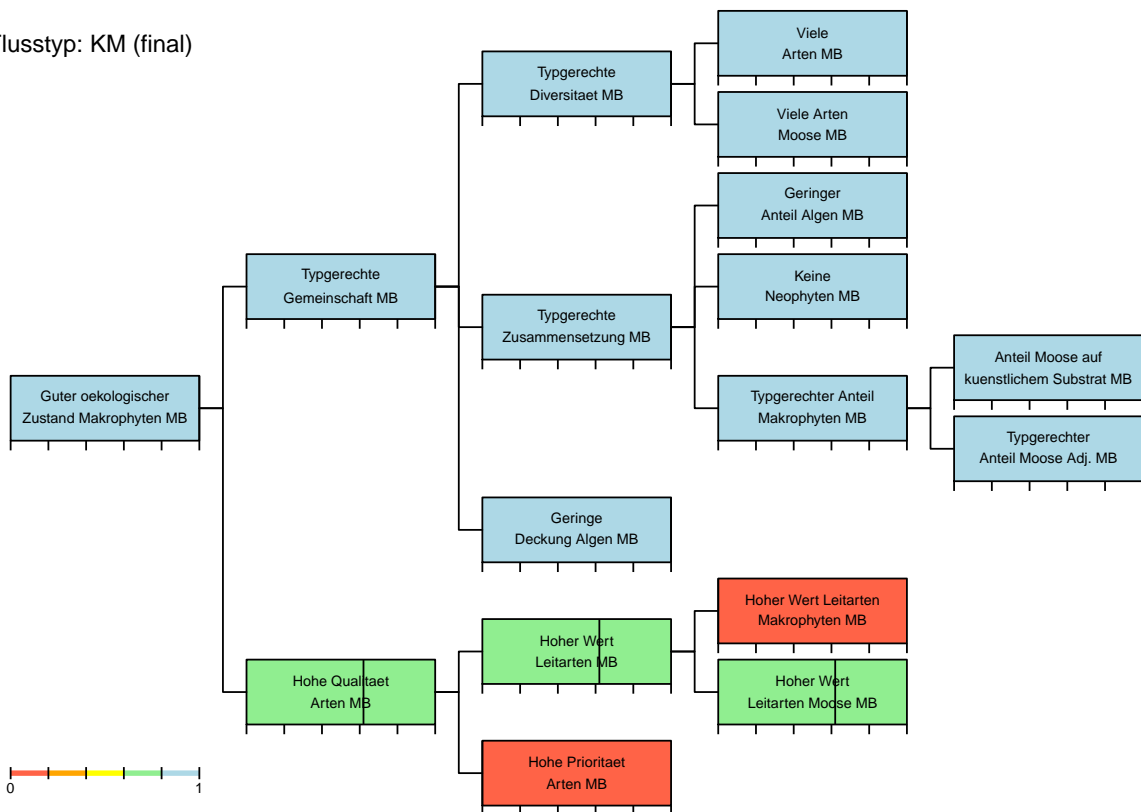 lusstyp: KM (final)
Viele
Arten MB
Typgerechte
Diversitaet MB
Viele Arten
Moose MB
Geringer
Anteil Algen MB
Typgerechte
Gemeinschaft MB
Keine
Neophyten MB
Typgerechte
Zusammensetzung MB
Anteil Moose auf
kuenstlichem Substrat MB
Guter oekologischer
Zustand Makrophyten MB
Typgerechter Anteil
Makrophyten MB
Typgerechter
Anteil Moose Adj. MB
Geringe
Deckung Algen MB
Hoher Wert Leitarten
Makrophyten MB
Hoher Wert
Leitarten MB
Hohe Qualitaet
Arten MB
Hoher Wert
Leitarten Moose MB
Hohe Prioritaet
Arten MB
0 1